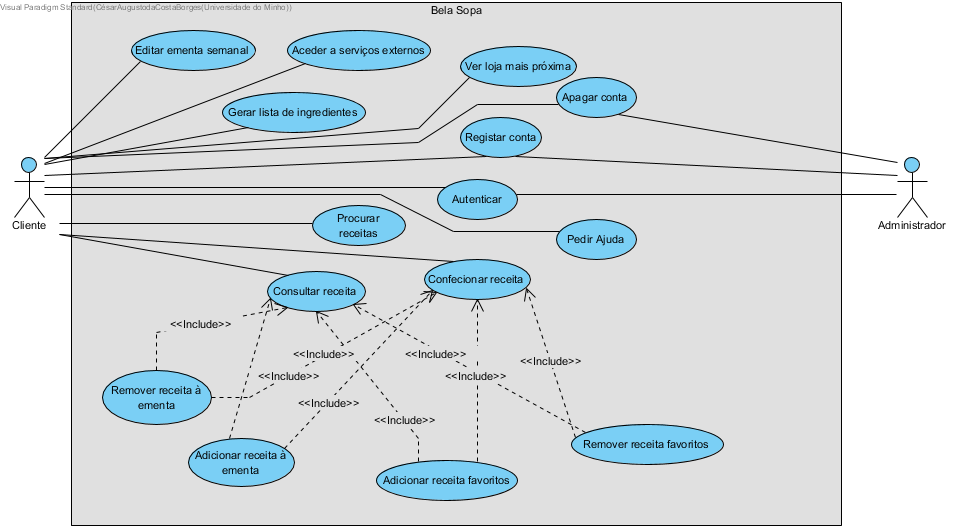 Visual Paradigm Standard(CésarAugustodaCostaBorges(Universidade do Minho))
Bela Sopa
Editar ementa semanal
Aceder a serviços externos
Ver loja mais próxima
Apagar conta
Gerar lista de ingredientes
Registar conta
Autenticar
Cliente
Administrador
Procurar
receitas
Pedir Ajuda
Consultar receita
Confecionar receita
<<Include>>
<<Include>>
<<Include>>
<<Include>>
<<Include>>
<<Include>>
<<Include>>
<<Include>>
Remover receita à
ementa
Adicionar receita à
ementa
Adicionar receita favoritos
Remover receita favoritos